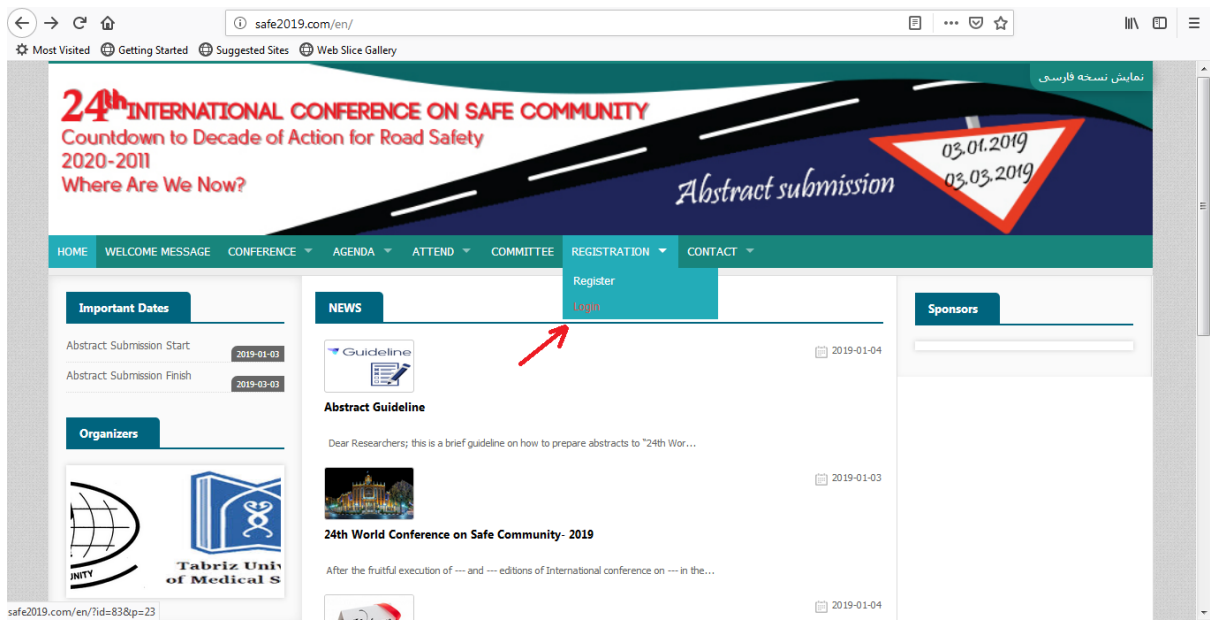 safe2019.com/en/
Most Visited Getting Started Suggested Sites Web Slice Gallery
نمایش نسخه فارسی
24th INTERNATIONAL CONFERENCE ON SAFE COMMUNITY
Countdown to Decade of Action for Road Safety
2020-2011
Where Are We Now?
Abstract submission
03.01.2019
03.03.2019
HOME WELCOME MESSAGE CONFERENCE AGENDA ATTEND COMMITTEE REGISTRATION CONTACT
Register
Login
Important Dates
Abstract Submission Start
2019-01-03
Abstract Submission Finish
2019-03-03
Organizers
UNITY
Tabriz Univ
of Medical S
NEWS
Guideline
2019-01-04
Abstract Guideline
Dear Researchers; this is a brief guideline on how to prepare abstracts to "24th Wor...
2019-01-03
24th World Conference on Safe Community- 2019
After the fruitful execution of --- and --- editions of International conference on --- in the...
2019-01-04
Sponsors
safe2019.com/en/?id=83&p=23